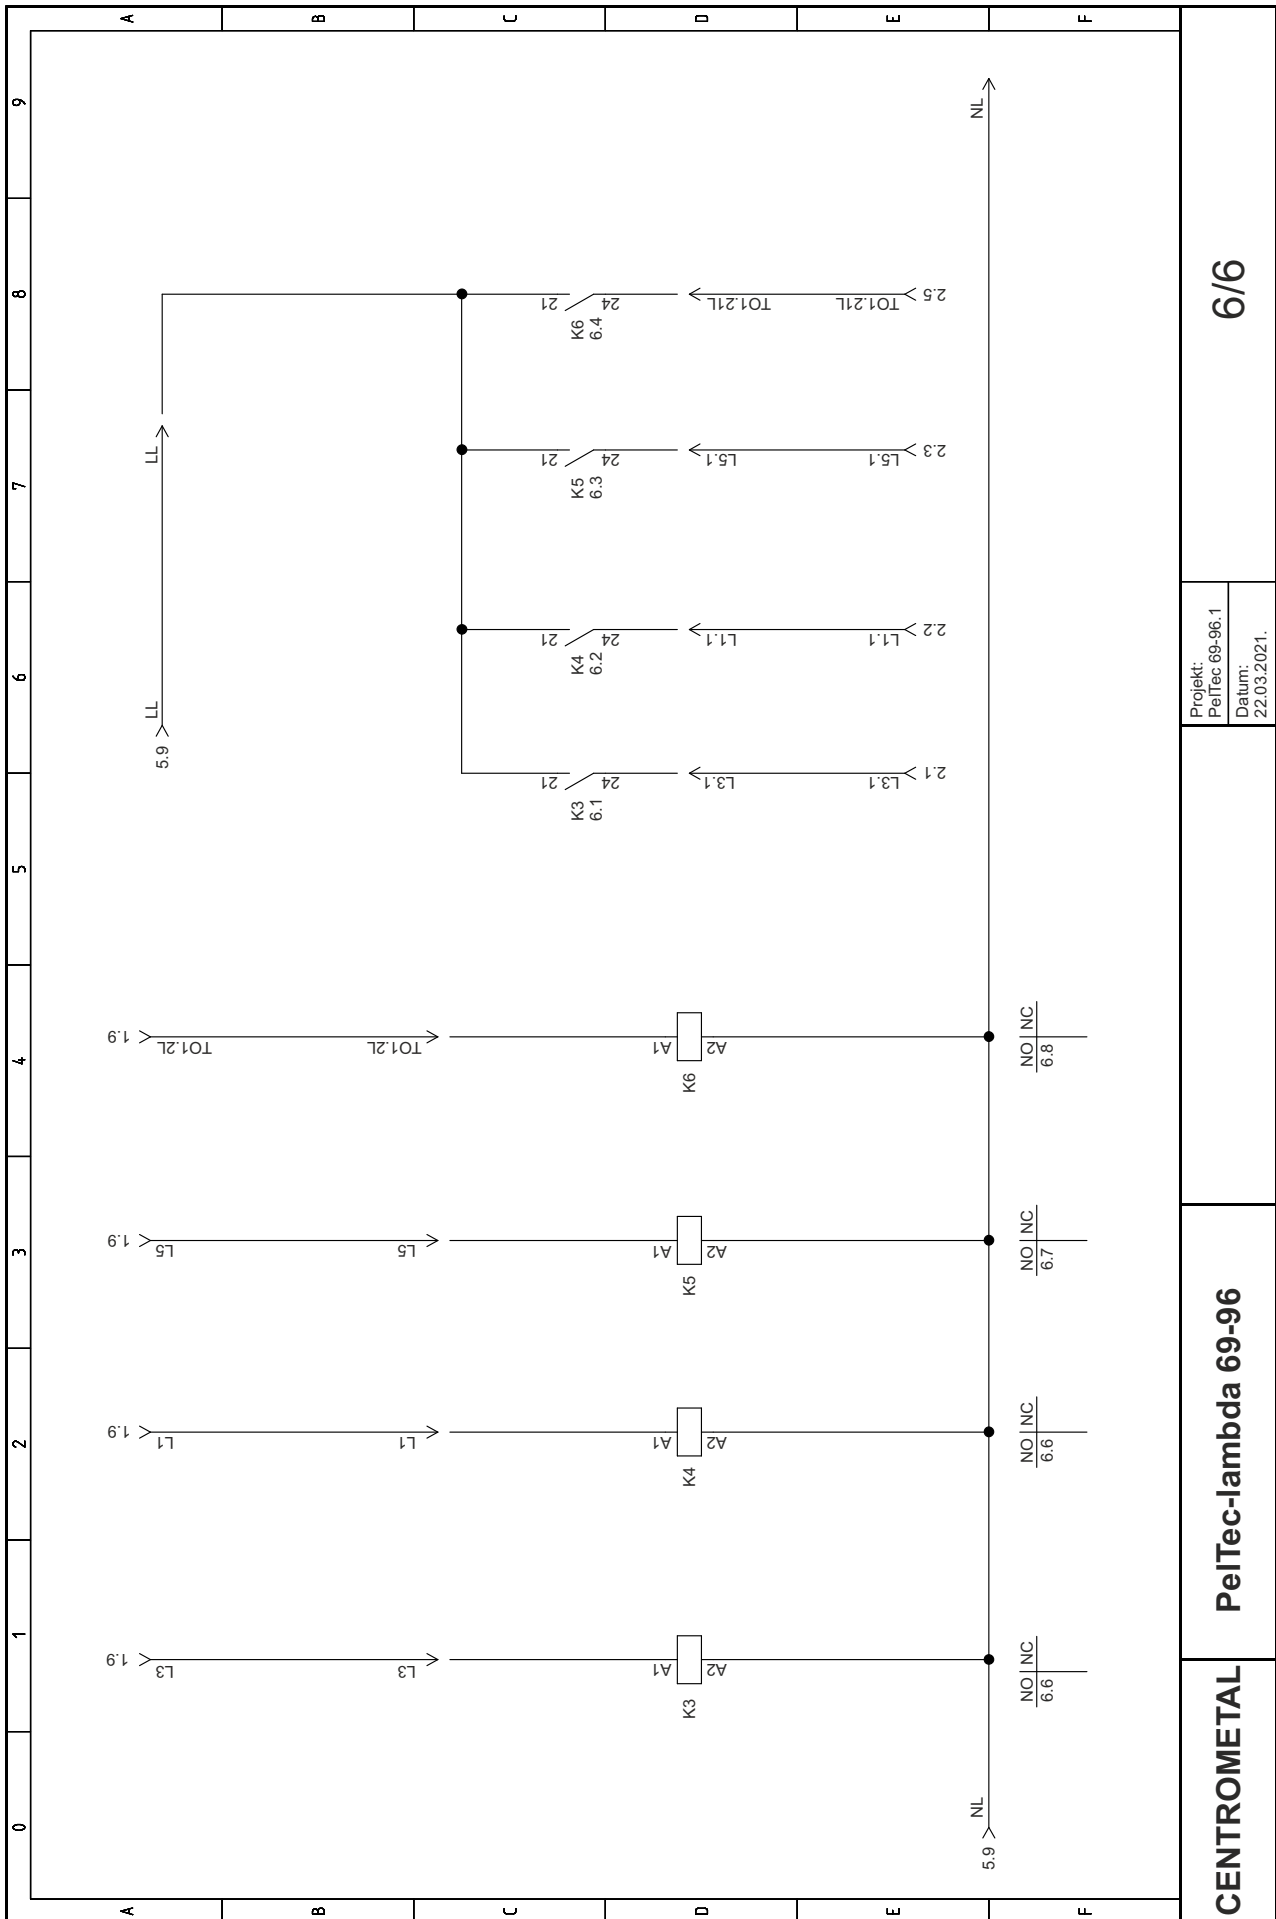 0 1 2 3 4 5 6 7 8 9
A
B
C
D
E
F
A
B
C
D
E
F
1.9
L3
L3
A1
K3
A2
1.9
L1
L1
A1
K4
A2
1.9
L5
L5
A1
K5
A2
1.9
TO1.2L
TO1.2L
A1
K6
A2
5.9
LL
LL
21
K3
6.1
24
L3.1
L3.1
2.1
21
K4
6.2
24
L1.1
L1.1
2.2
21
K5
6.3
24
L5.1
L5.1
2.3
21
K6
6.4
24
TO1.21L
TO1.21L
2.5
5.9
NL
NL
NO NC
6.6
NO NC
6.6
NO NC
6.7
NO NC
6.8
CENTROMETAL
PelTec-lambda 69-96
Projekt:
PelTec 69-96.1
Datum:
22.03.2021.
6/6